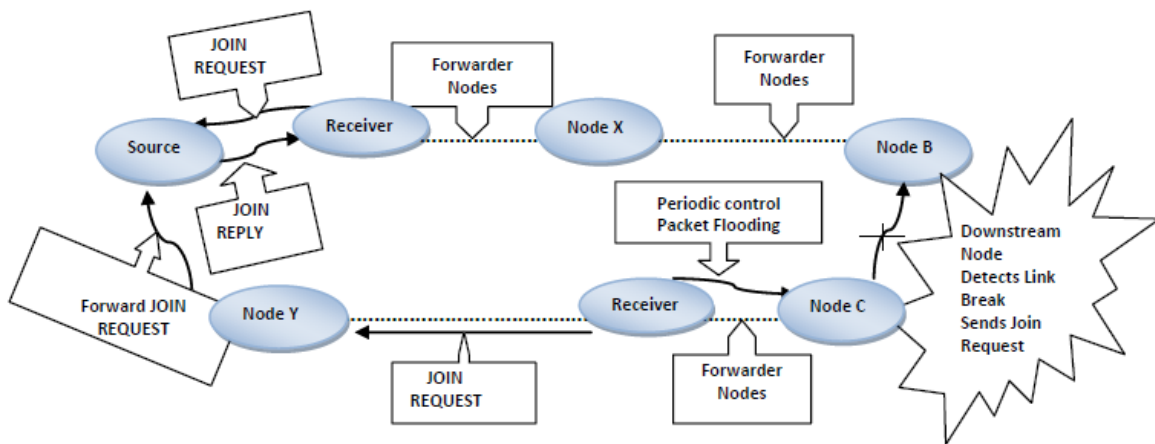 JOIN
REQUEST
Forwarder
Nodes
Forwarder
Nodes
Source
Receiver
Node X
Node B
JOIN
REPLY
Periodic control
Packet Flooding
Downstream
Node
Detects Link
Break
Sends Join
Request
Forward JOIN
REQUEST
Node Y
Receiver
Node C
JOIN
REQUEST
Forwarder
Nodes